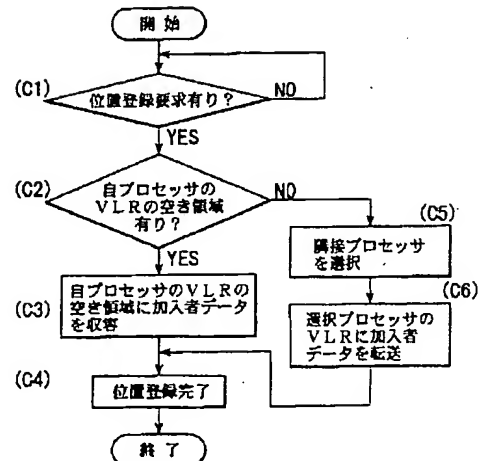 開始
(C1)
位置登録要求有り？
NO
YES
(C2)
自プロセッサの
VLRの空き領域
有り？
NO
YES
(C5)
隣接プロセッサ
を選択
(C3)
自プロセッサのVLRの
空き領域に加入者データ
を収容
(C6)
選択プロセッサの
VLRに加入者
データを転送
(C4)
位置登録完了
終了